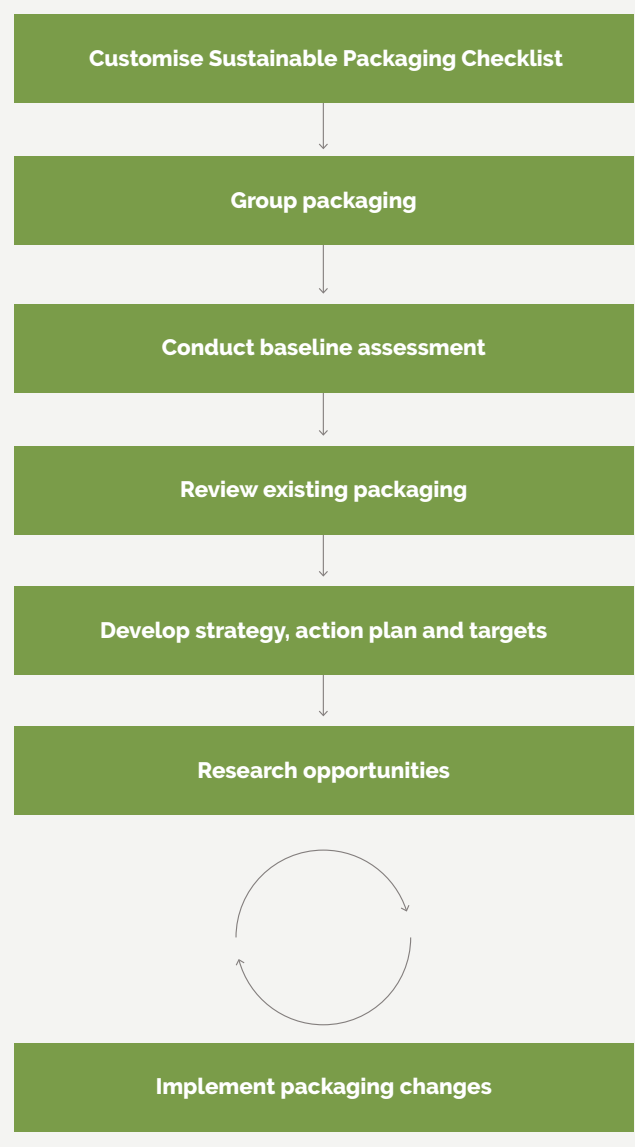 Customise Sustainable Packaging Checklist
Group packaging
Conduct baseline assessment
Review existing packaging
Develop strategy, action plan and targets
Research opportunities
Implement packaging changes